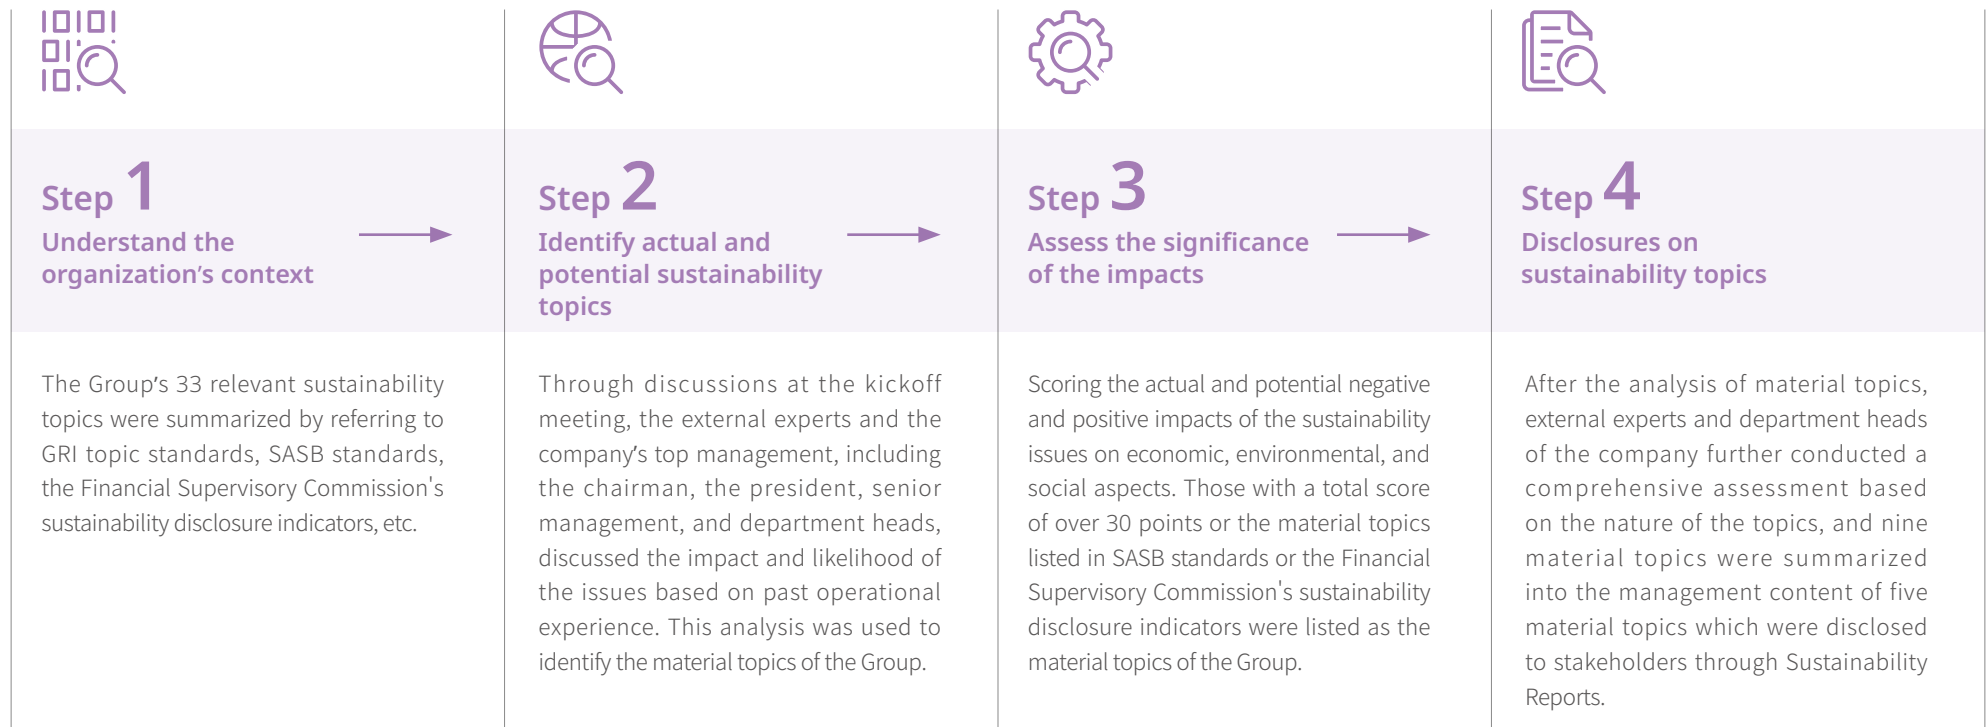 Step 1
Understand the
organization's context
The Group's 33 relevant sustainability
topics were summarized by referring to
GRI topic standards, SASB standards,
the Financial Supervisory Commission's
sustainability disclosure indicators, etc.
Step 2
Identify actual and
potential sustainability
topics
Through discussions at the kickoff
meeting, the external experts and the
company's top management, including
the chairman, the president, senior
management, and department heads,
discussed the impact and likelihood of
the issues based on past operational
experience. This analysis was used to
identify the material topics of the Group.
Step 3
Assess the significance
of the impacts
Scoring the actual and potential negative
and positive impacts of the sustainability
issues on economic, environmental, and
social aspects. Those with a total score
of over 30 points or the material topics
listed in SASB standards or the Financial
Supervisory Commission's sustainability
disclosure indicators were listed as the
material topics of the Group.
Step 4
Disclosures on
sustainability topics
After the analysis of material topics,
external experts and department heads
of the company further conducted a
comprehensive assessment based
on the nature of the topics, and nine
material topics were summarized
into the management content of five
material topics which were disclosed
to stakeholders through Sustainability
Reports.